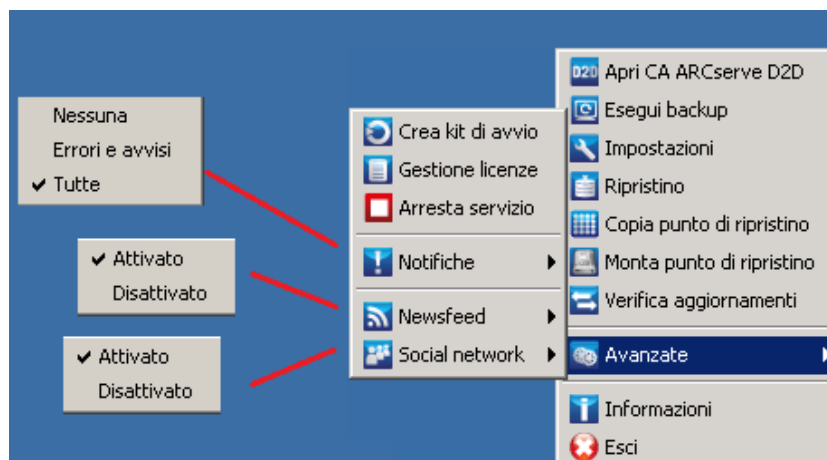 Nessuna
Errori e avvisi
Tutte
Attivato
Disattivato
Attivato
Disattivato
Crea kit di avvio
Gestione licenze
Arresta servizio
Notifiche
Newsfeed
Social network
D2D Apri CA ARCserve D2D
Esegui backup
Impostazioni
Ripristino
Copia punto di ripristino
Monta punto di ripristino
Verifica aggiornamenti
Avanzate
Informazioni
Esci